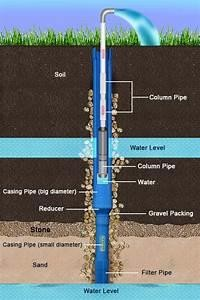 Soil
Column Pipe
Water Level
Column Pipe
Water
Casing Pipe (big diameter)
Reducer
Gravel Packing
Stone
Casing Pipe (small diameter)
Sand
Filter Pipe
Water Level